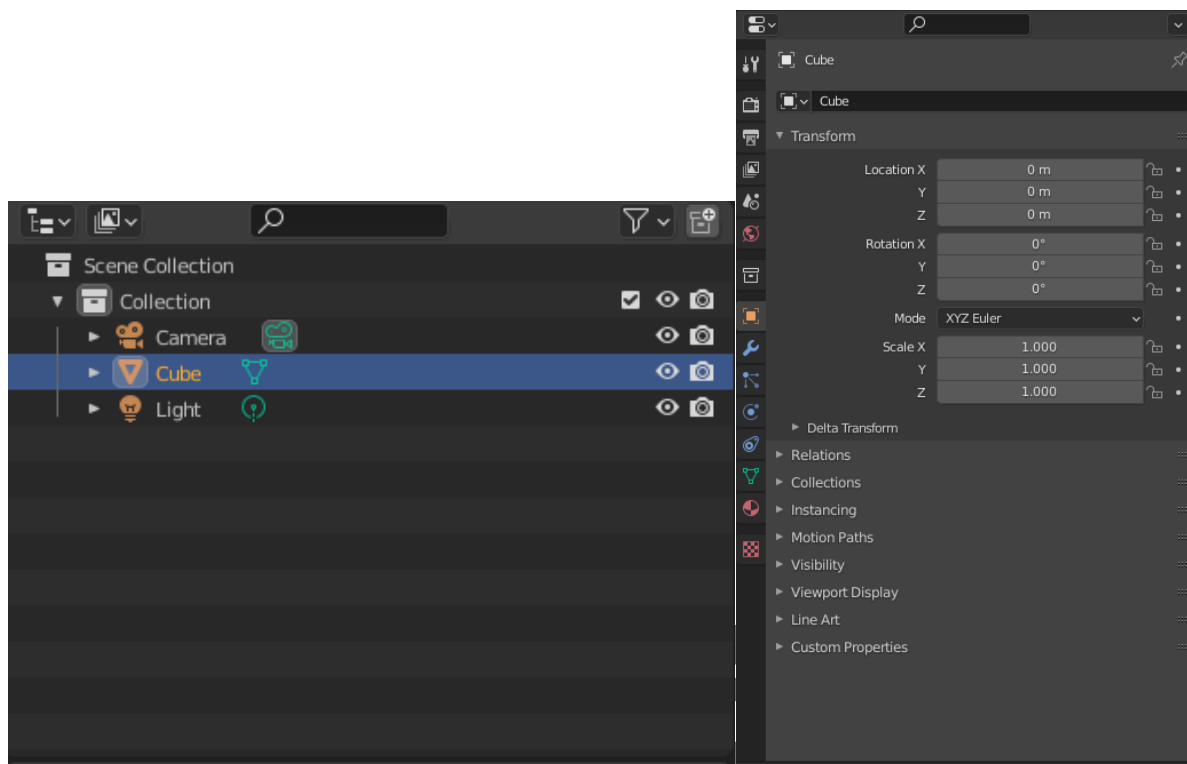 Scene Collection
Collection
Camera
Cube
Light
Cube
Cube
Transform
Location X 0 m
Y 0 m
Z 0 m
Rotation X 0°
Y 0°
Z 0°
Mode XYZ Euler
Scale X 1.000
Y 1.000
Z 1.000
Delta Transform
Relations
Collections
Instancing
Motion Paths
Visibility
Viewport Display
Line Art
Custom Properties